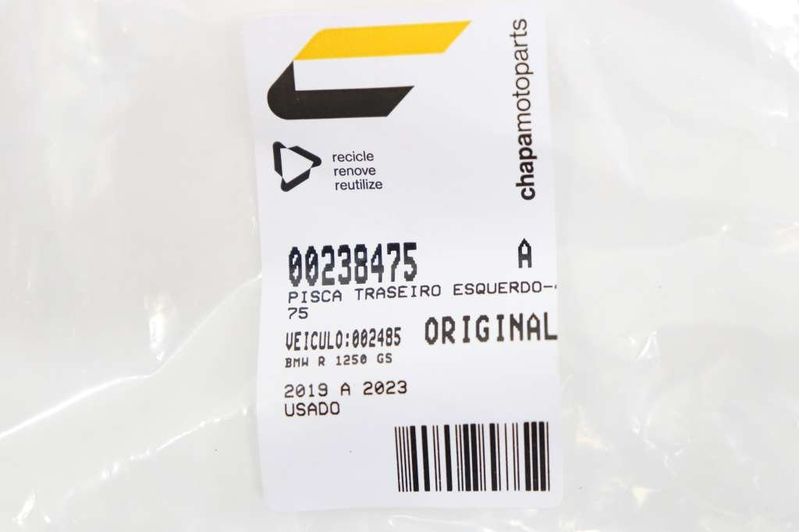 chapamotoparts
recicle
renove
reutilize
00238475 A
PISCA TRASEIRO ESQUERDO-
75
VEICULO:002485 ORIGINAL
BMW R 1250 GS
2019 A 2023
USADO